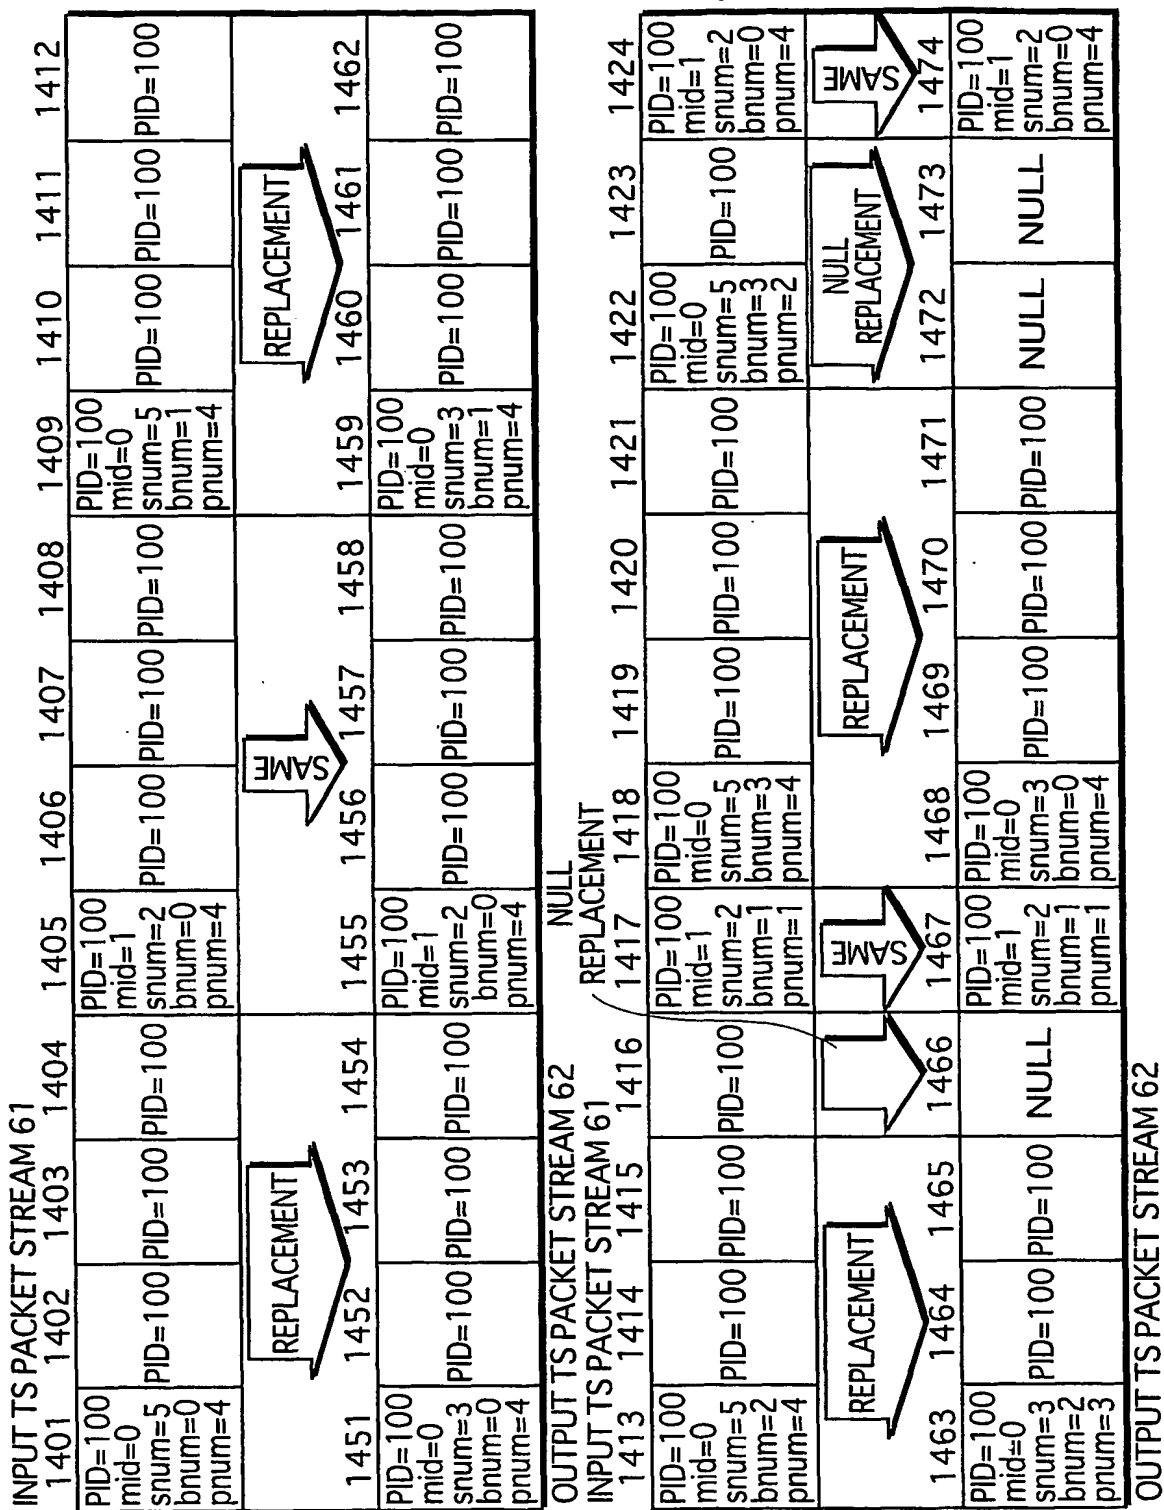 INPUT TS PACKET STREAM 61
1401 1402 1403 1404 1405 1406 1407 1408 1409 1410 1411 1412
PID=100
mid=0
snum=5
bnum=0
pnum=4
PID=100
PID=100
PID=100
PID=100
mid=1
snum=2
bnum=0
pnum=4
PID=100
PID=100
PID=100
PID=100
mid=0
snum=5
bnum=1
pnum=4
PID=100
PID=100
PID=100
REPLACEMENT
SAME
REPLACEMENT
1451 1452 1453 1454 1455 1456 1457 1458 1459 1460 1461 1462
PID=100
mid=0
snum=3
bnum=0
pnum=4
PID=100
PID=100
PID=100
PID=100
mid=1
snum=2
bnum=0
pnum=4
PID=100
PID=100
PID=100
PID=100
mid=0
snum=3
bnum=1
pnum=4
PID=100
PID=100
PID=100
OUTPUT TS PACKET STREAM 62
INPUT TS PACKET STREAM 61
NULL
REPLACEMENT
1413 1414 1415 1416 1417 1418 1419 1420 1421 1422 1423 1424
PID=100
mid=0
snum=5
bnum=2
pnum=4
PID=100
PID=100
PID=100
PID=100
mid=1
snum=2
bnum=1
pnum=1
PID=100
mid=0
snum=5
bnum=3
pnum=4
PID=100
PID=100
PID=100
PID=100
mid=0
snum=5
bnum=3
pnum=2
PID=100
PID=100
mid=1
snum=2
bnum=0
pnum=4
REPLACEMENT
SAME
REPLACEMENT
NULL
REPLACEMENT
SAME
1463 1464 1465 1466 1467 1468 1469 1470 1471 1472 1473 1474
PID=100
mid=0
snum=3
bnum=2
pnum=3
PID=100
PID=100
NULL
PID=100
mid=1
snum=2
bnum=1
pnum=1
PID=100
mid=0
snum=3
bnum=0
pnum=4
PID=100
PID=100
PID=100
NULL
NULL
PID=100
mid=1
snum=2
bnum=0
pnum=4
OUTPUT TS PACKET STREAM 62